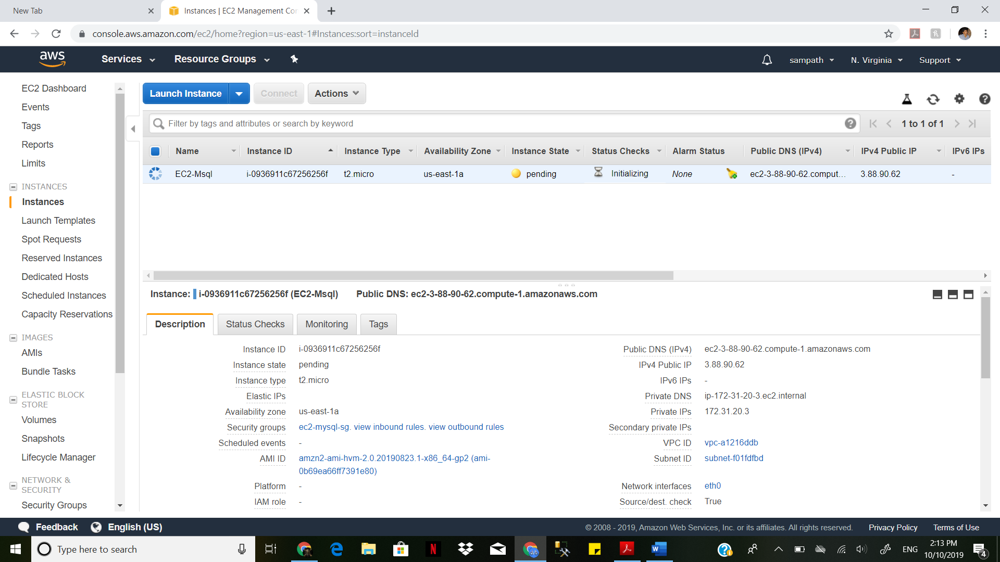 New Tab
Instances | EC2 Management Con
console.aws.amazon.com/ec2/home?region=us-east-1#Instances:sort=instanceId
aws
Services
Resource Groups
sampath
N. Virginia
Support
EC2 Dashboard
Events
Tags
Reports
Limits
INSTANCES
Instances
Launch Templates
Spot Requests
Reserved Instances
Dedicated Hosts
Scheduled Instances
Capacity Reservations
IMAGES
AMIs
Bundle Tasks
ELASTIC BLOCK
STORE
Volumes
Snapshots
Lifecycle Manager
NETWORK &
SECURITY
Security Groups
Launch Instance
Connect
Actions
Filter by tags and attributes or search by keyword
1 to 1 of 1
Name Instance ID Instance Type Availability Zone Instance State Status Checks Alarm Status Public DNS (IPv4) IPv4 Public IP IPv6 IPs
EC2-Msql i-0936911c67256256f t2.micro us-east-1a pending Initializing None ec2-3-88-90-62.comput... 3.88.90.62 -
Instance: i-0936911c67256256f (EC2-Msql) Public DNS: ec2-3-88-90-62.compute-1.amazonaws.com
Description Status Checks Monitoring Tags
Instance ID i-0936911c67256256f
Instance state pending
Instance type t2.micro
Elastic IPs
Availability zone us-east-1a
Security groups ec2-mysql-sg. view inbound rules. view outbound rules
Scheduled events -
AMI ID amzn2-ami-hvm-2.0.20190823.1-x86_64-gp2 (ami-
0b69ea66ff7391e80)
Platform -
IAM role -
Public DNS (IPv4) ec2-3-88-90-62.compute-1.amazonaws.com
IPv4 Public IP 3.88.90.62
IPv6 IPs -
Private DNS ip-172-31-20-3.ec2.internal
Private IPs 172.31.20.3
Secondary private IPs
VPC ID vpc-a1216ddb
Subnet ID subnet-f01fdfbd
Network interfaces eth0
Source/dest. check True
Feedback
English (US)
© 2008 - 2019, Amazon Web Services, Inc. or its affiliates. All rights reserved.
Privacy Policy
Terms of Use
Type here to search
ENG
2:13 PM
10/10/2019
4